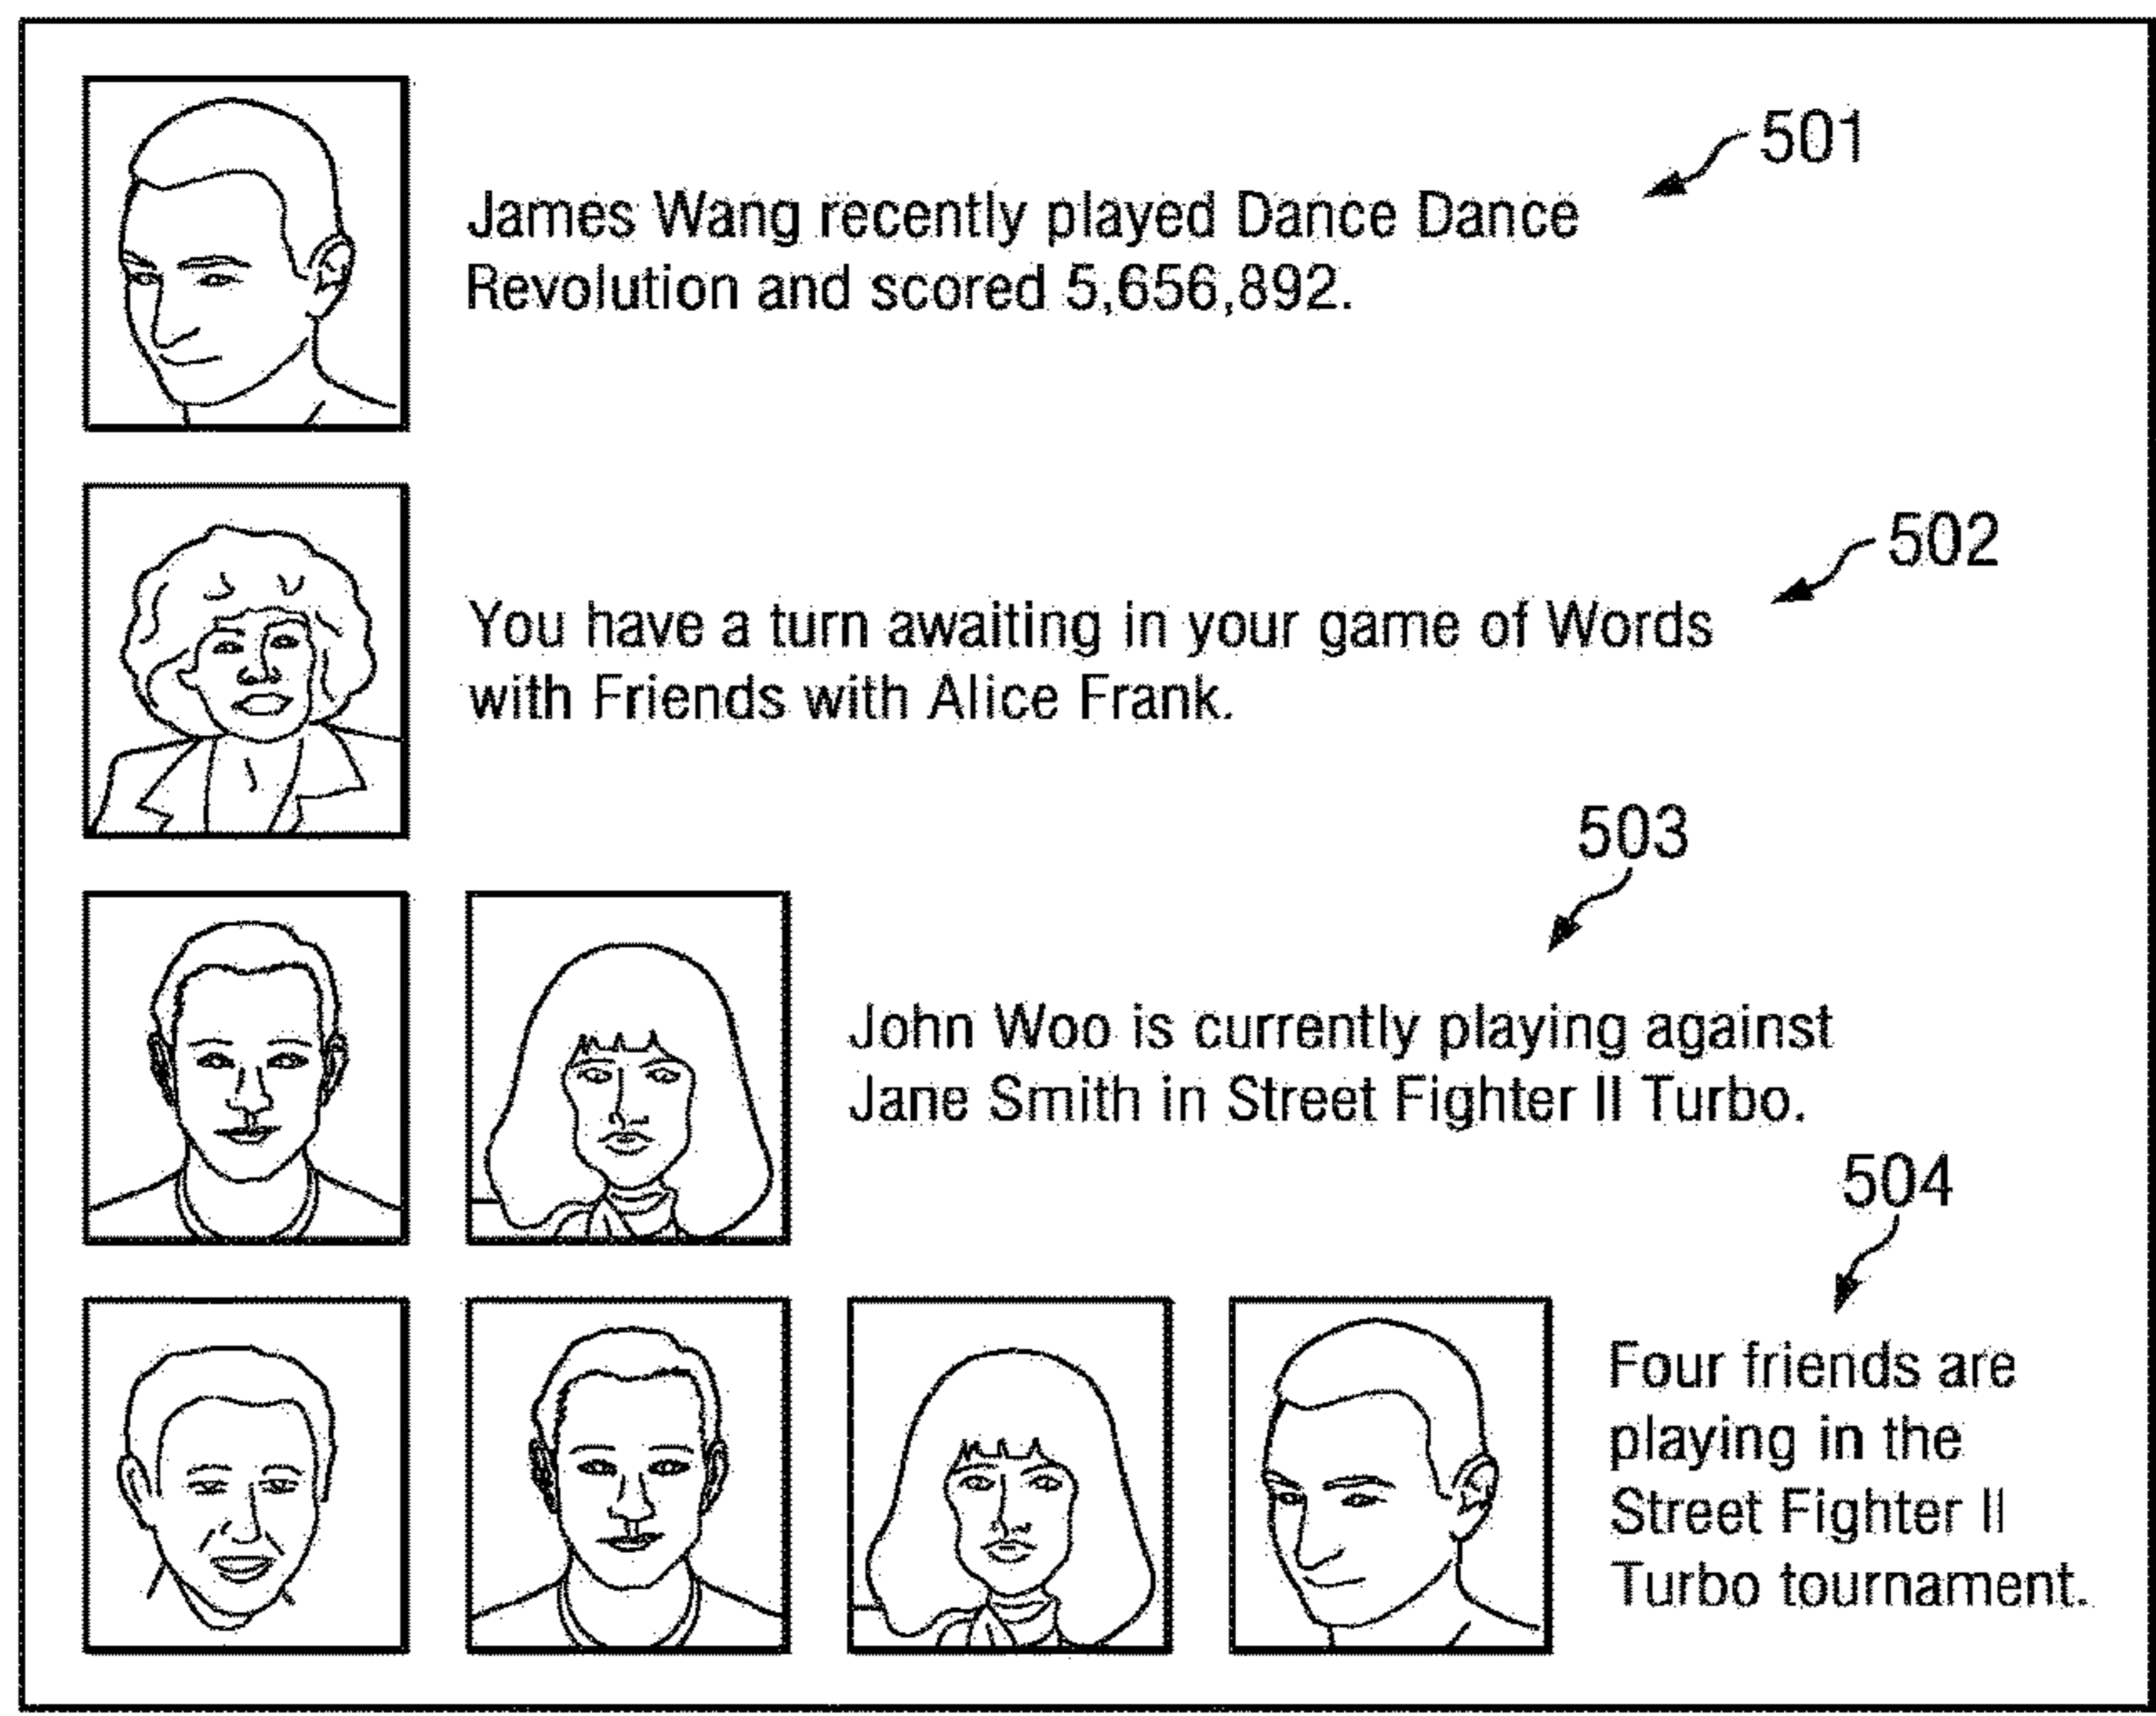 501
James Wang recently played Dance Dance
Revolution and scored 5,656,892.
502
You have a turn awaiting in your game of Words
with Friends with Alice Frank.
503
John Woo is currently playing against
Jane Smith in Street Fighter II Turbo.
504
Four friends are
playing in the
Street Fighter II
Turbo tournament.